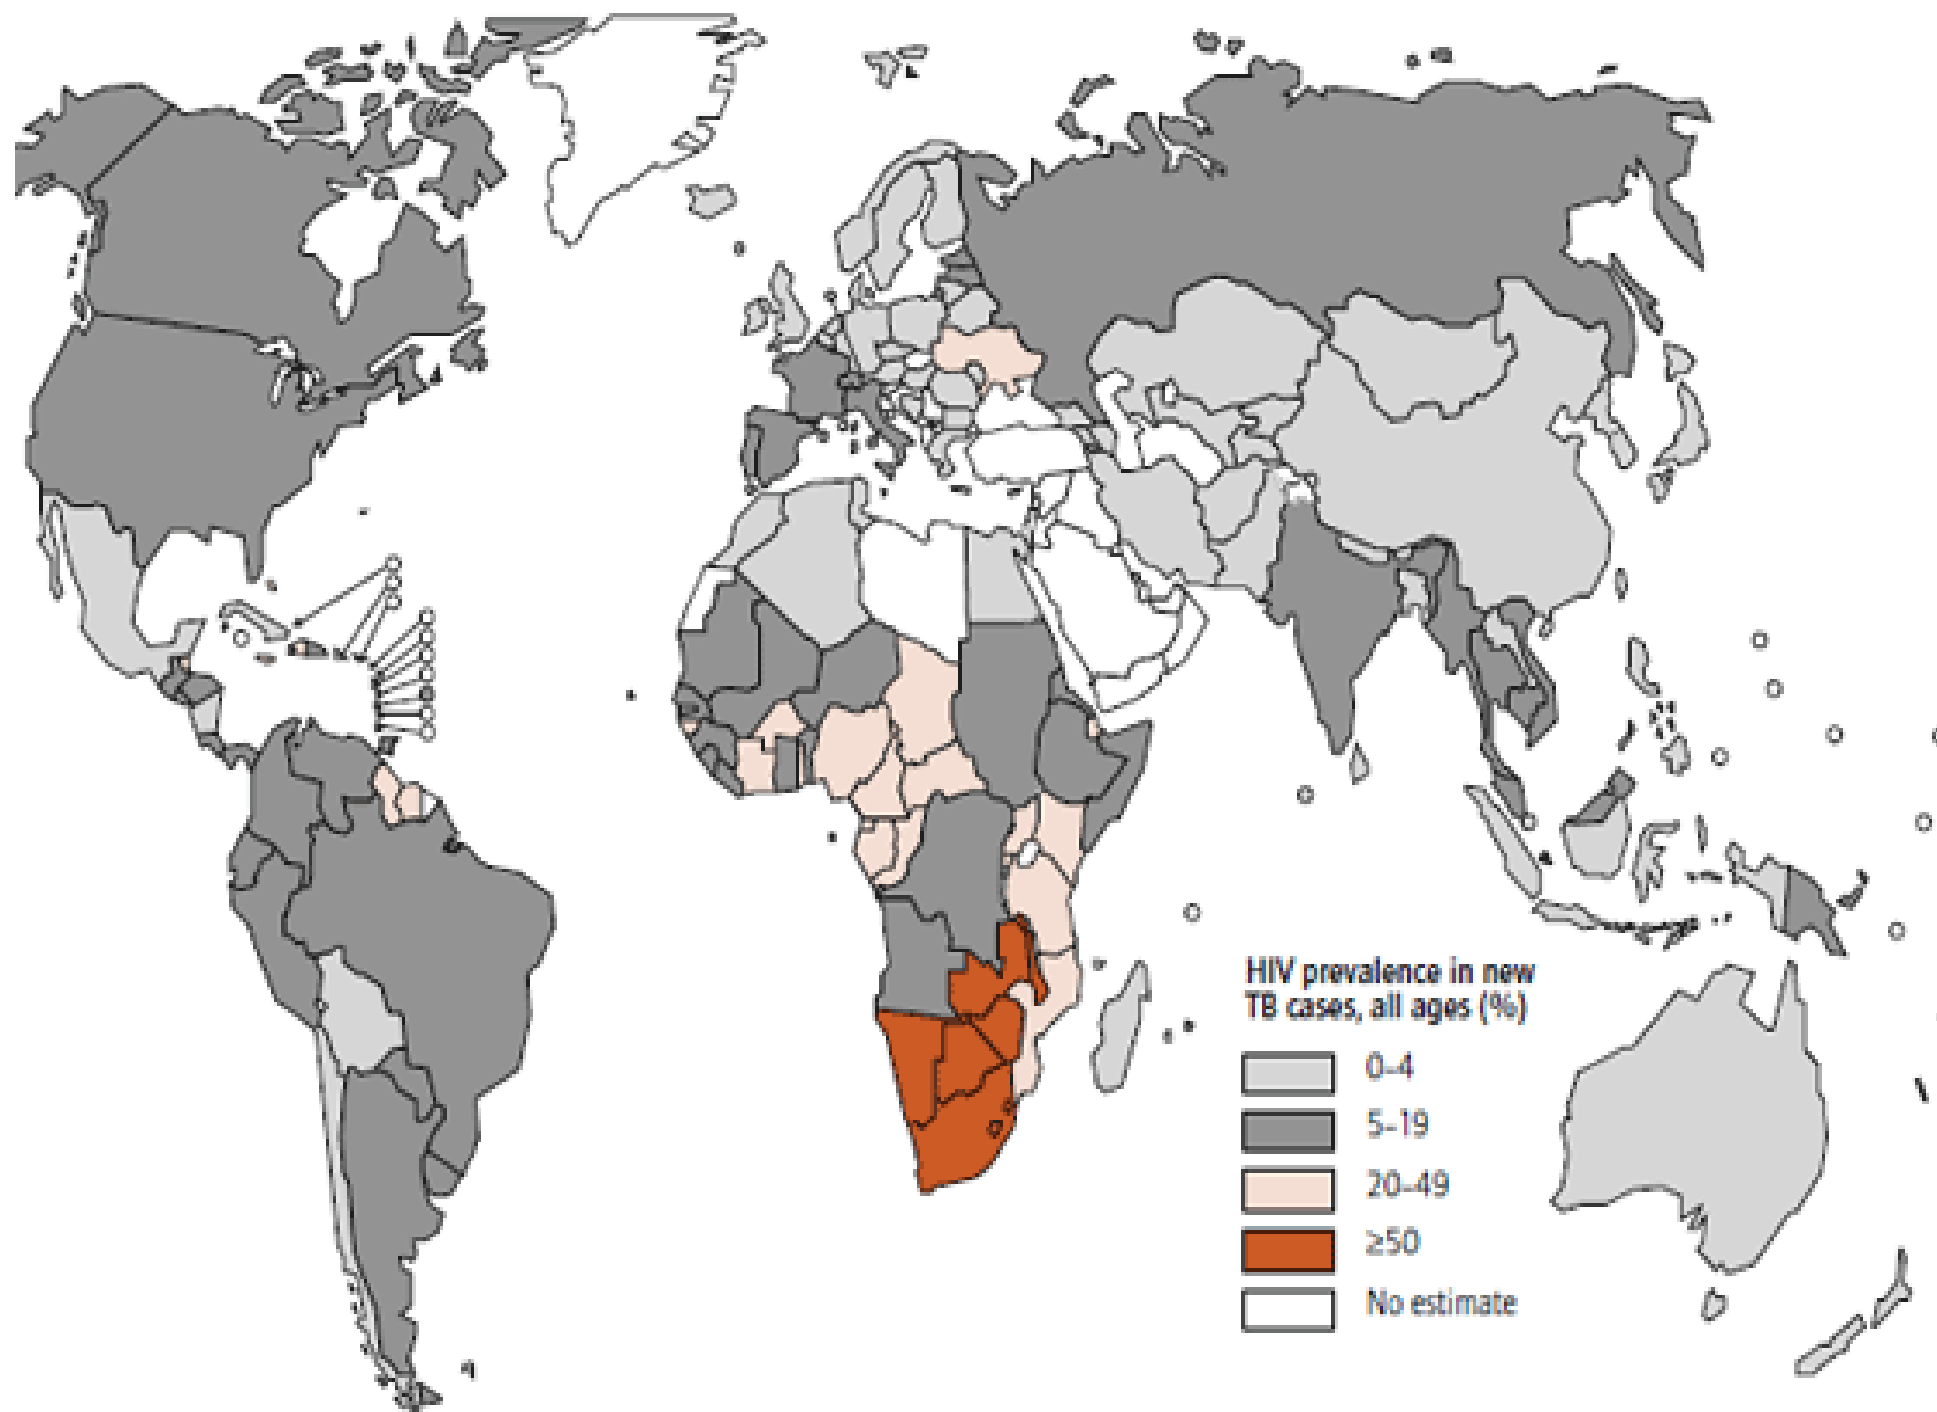 HIV prevalence in new
TB cases, all ages (%)
0–4
5–19
20–49
≥50
No estimate